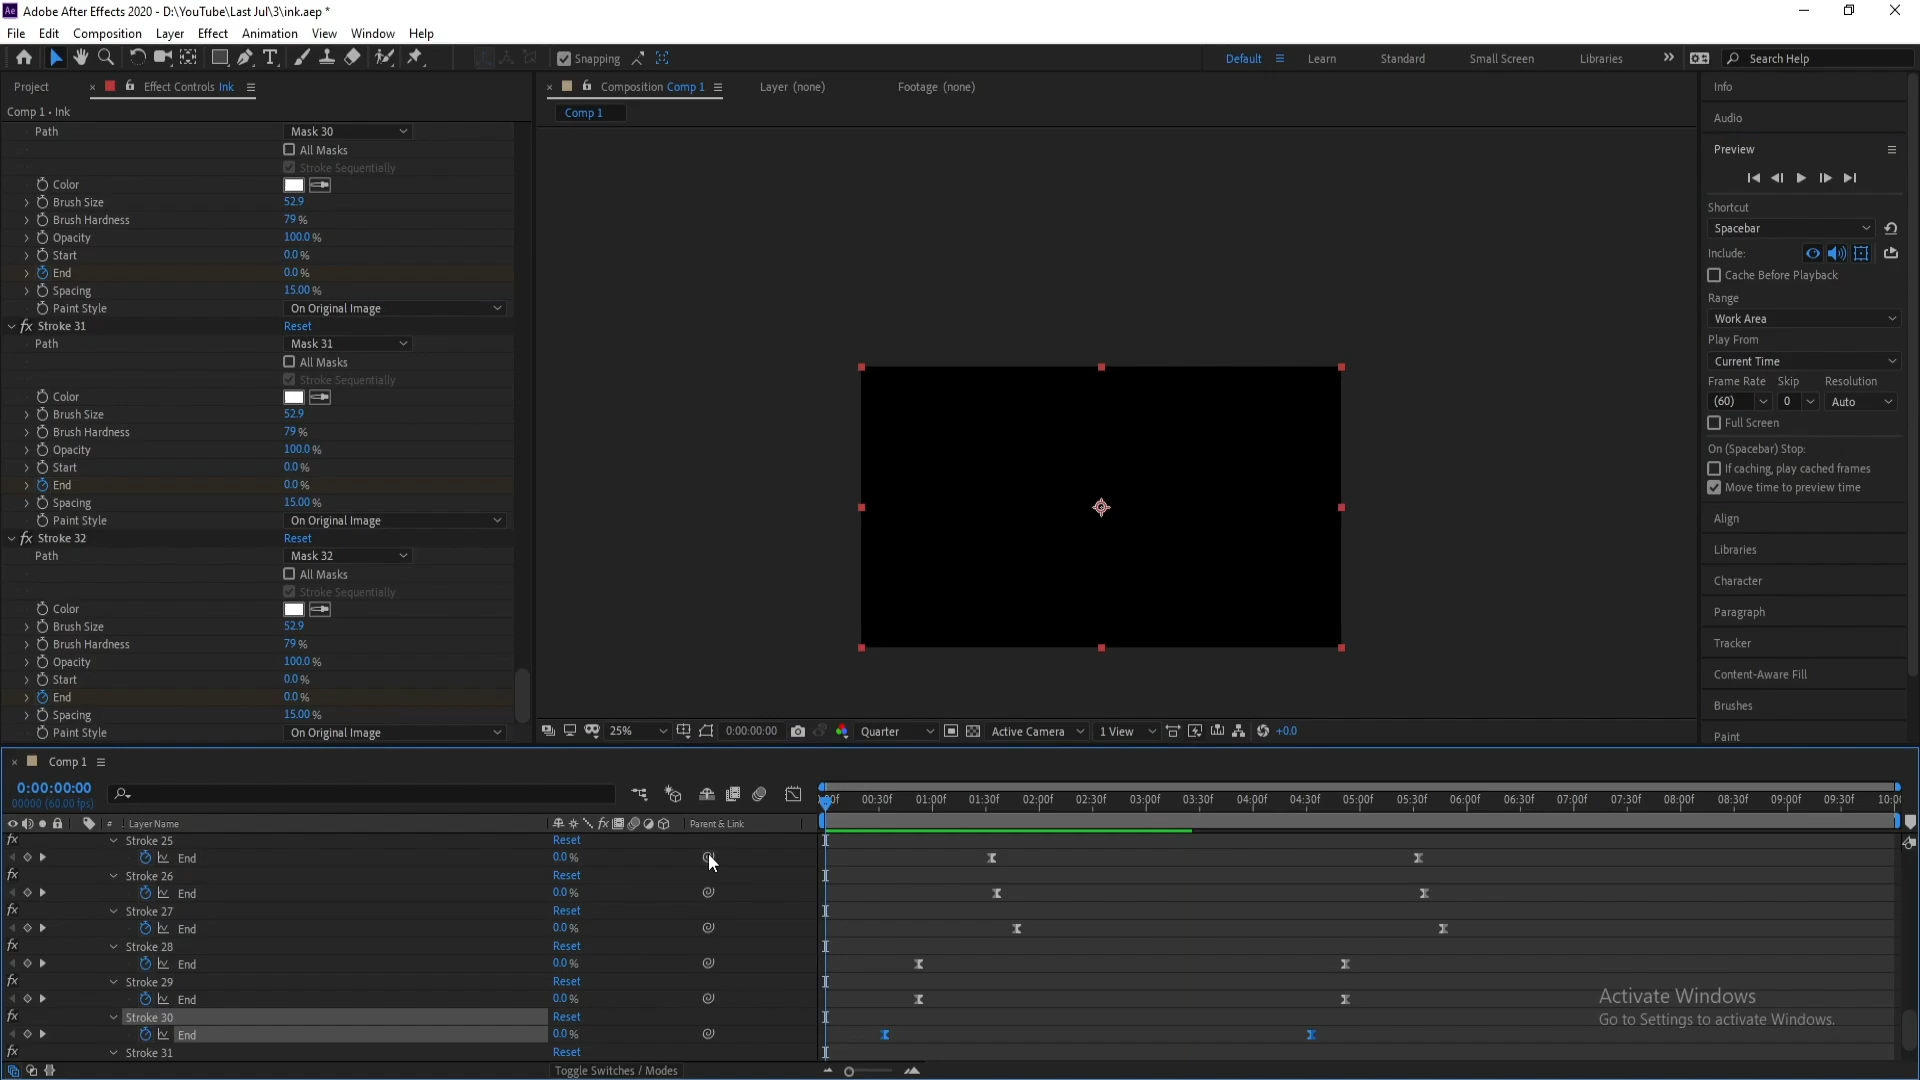 Adobe After Effects 2020 - D:\YouTube\Last Jul\3\ink.aep *
File Edit Composition Layer Effect Animation View Window Help
Snapping Default Learn Standard Small Screen Libraries Search Help
Project Effect Controls Ink Composition Comp 1 Layer (none) Footage (none)
Comp 1 • Ink
Comp 1
Path Mask 30
All Masks
Stroke Sequentially
Color
Brush Size 52.9
Brush Hardness 79 %
Opacity 100.0 %
Start 0.0 %
End 0.0 %
Spacing 15.00 %
Paint Style On Original Image
fx Stroke 31 Reset
Path Mask 31
All Masks
Stroke Sequentially
Color
Brush Size 52.9
Brush Hardness 79 %
Opacity 100.0 %
Start 0.0 %
End 0.0 %
Spacing 15.00 %
Paint Style On Original Image
fx Stroke 32 Reset
Path Mask 32
All Masks
Stroke Sequentially
Color
Brush Size 52.9
Brush Hardness 79 %
Opacity 100.0 %
Start 0.0 %
End 0.0 %
Spacing 15.00 %
Paint Style On Original Image
25% 0:00:00:00 Quarter Active Camera 1 View +0.0
Info
Audio
Preview
Shortcut
Spacebar
Include:
Cache Before Playback
Range
Work Area
Play From
Current Time
Frame Rate Skip Resolution
(60) 0 Auto
Full Screen
On (Spacebar) Stop:
If caching, play cached frames
Move time to preview time
Align
Libraries
Character
Paragraph
Tracker
Content-Aware Fill
Brushes
Paint
Comp 1
0:00:00:00
00000 (60.00 fps)
00:30f 01:00f 01:30f 02:00f 02:30f 03:00f 03:30f 04:00f 04:30f 05:00f 05:30f 06:00f 06:30f 07:00f 07:30f 08:00f 08:30f 09:00f 09:30f 10:00
# Layer Name fx Parent & Link
fx Stroke 25 Reset
End 0.0 %
fx Stroke 26 Reset
End 0.0 %
fx Stroke 27 Reset
End 0.0 %
fx Stroke 28 Reset
End 0.0 %
fx Stroke 29 Reset
End 0.0 %
fx Stroke 30 Reset
End 0.0 %
fx Stroke 31 Reset
Toggle Switches / Modes
Activate Windows
Go to Settings to activate Windows.